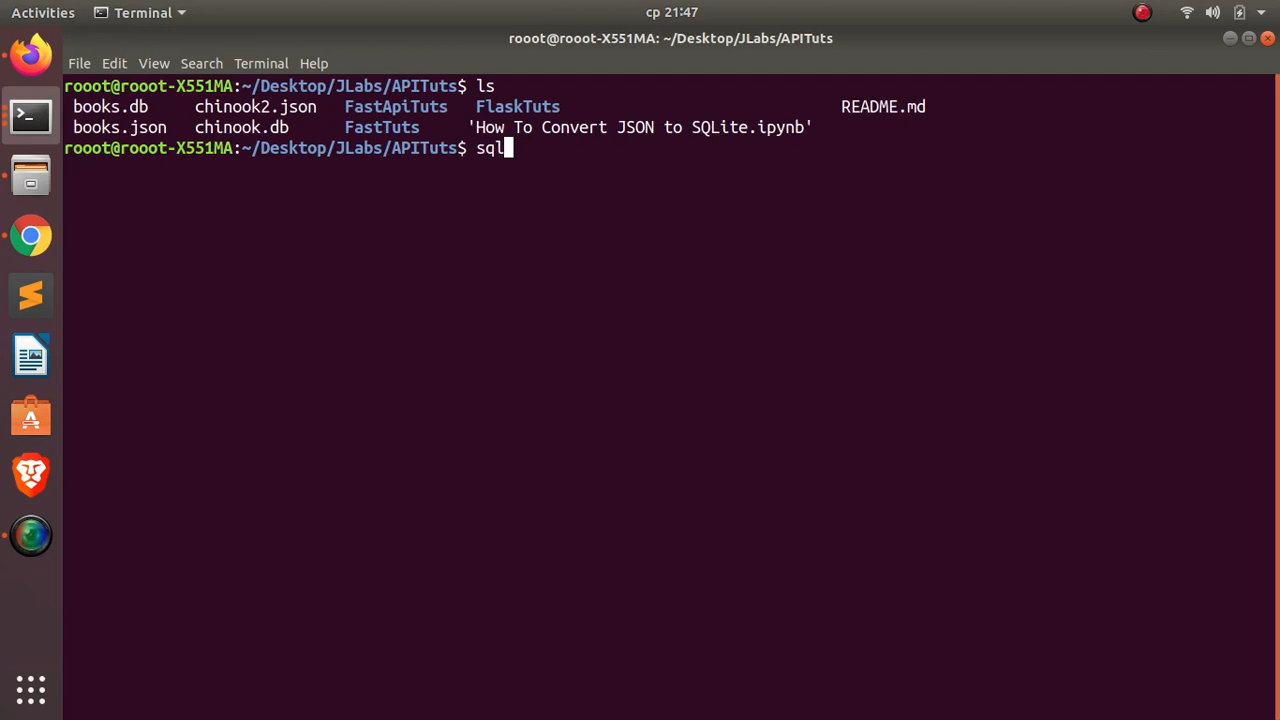 Activities Terminal ср 21:47
rooot@rooot-X551MA: ~/Desktop/JLabs/APITuts
File Edit View Search Terminal Help
rooot@rooot-X551MA:~/Desktop/JLabs/APITuts$ ls
books.db chinook2.json FastApiTuts FlaskTuts README.md
books.json chinook.db FastTuts 'How To Convert JSON to SQLite.ipynb'
rooot@rooot-X551MA:~/Desktop/JLabs/APITuts$ sql